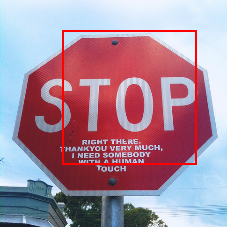 STOP
RIGHT THERE.
THANKYOU VERY MUCH,
I NEED SOMEBODY
WITH A HUMAN
TOUCH